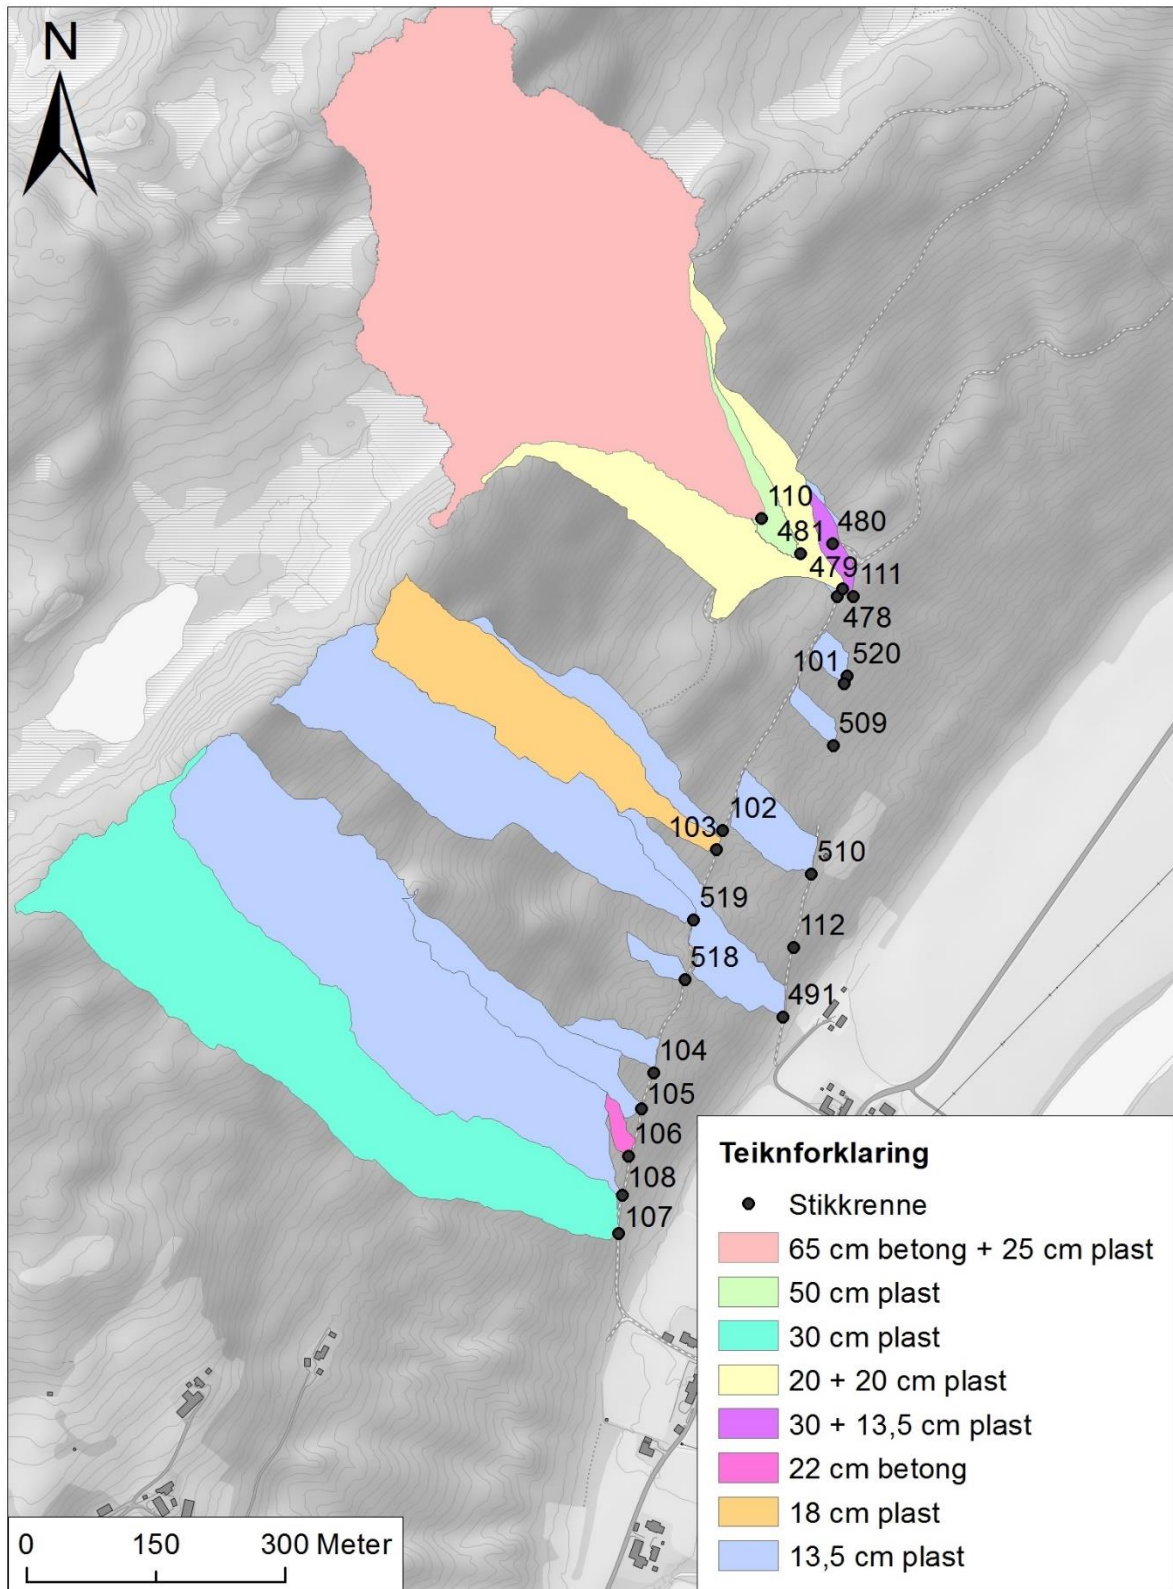 N
110
481
480
479
111
478
101
520
509
102
103
510
519
112
518
491
104
105
106
108
107
Teiknforklaring
Stikkrenne
65 cm betong + 25 cm plast
50 cm plast
30 cm plast
20 + 20 cm plast
30 + 13,5 cm plast
22 cm betong
18 cm plast
13,5 cm plast
0 150 300 Meter